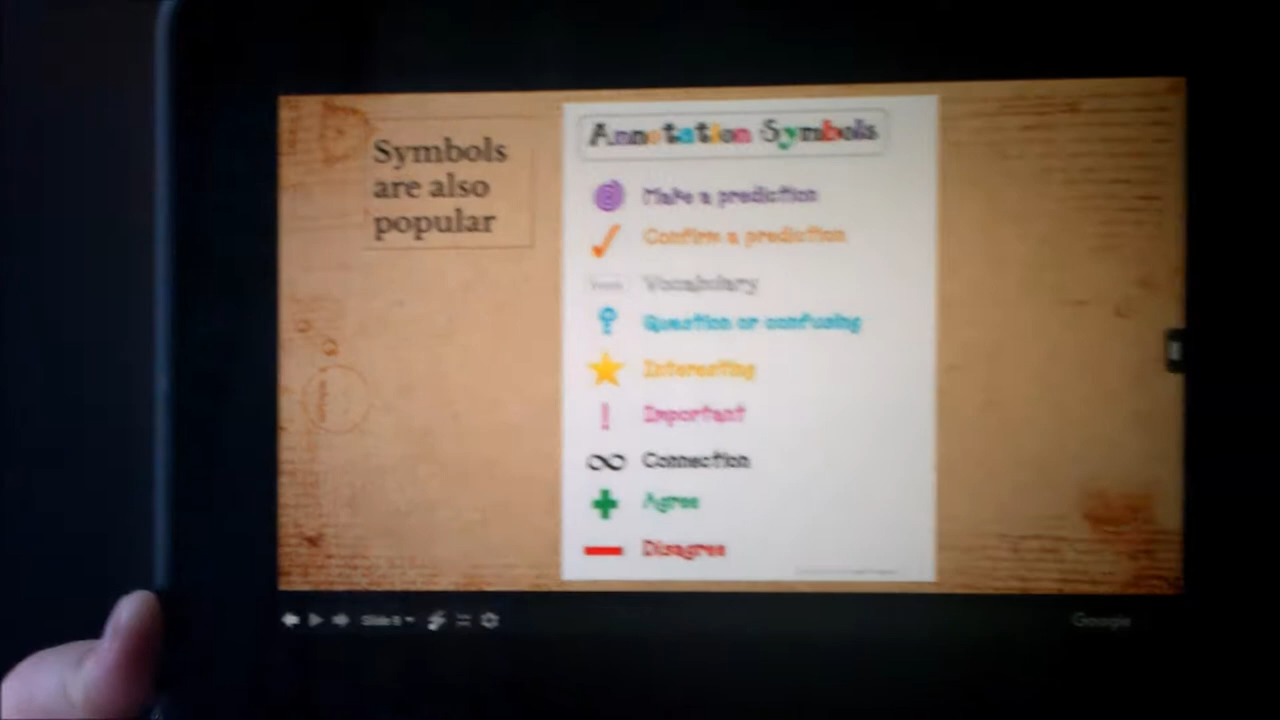 Symbols
are also
popular
Annotation Symbols
Make a prediction
Confirm a prediction
Vocabulary
? Question or confusing
Interesting
! Important
∞ Connection
+ Agree
- Disagree
Google